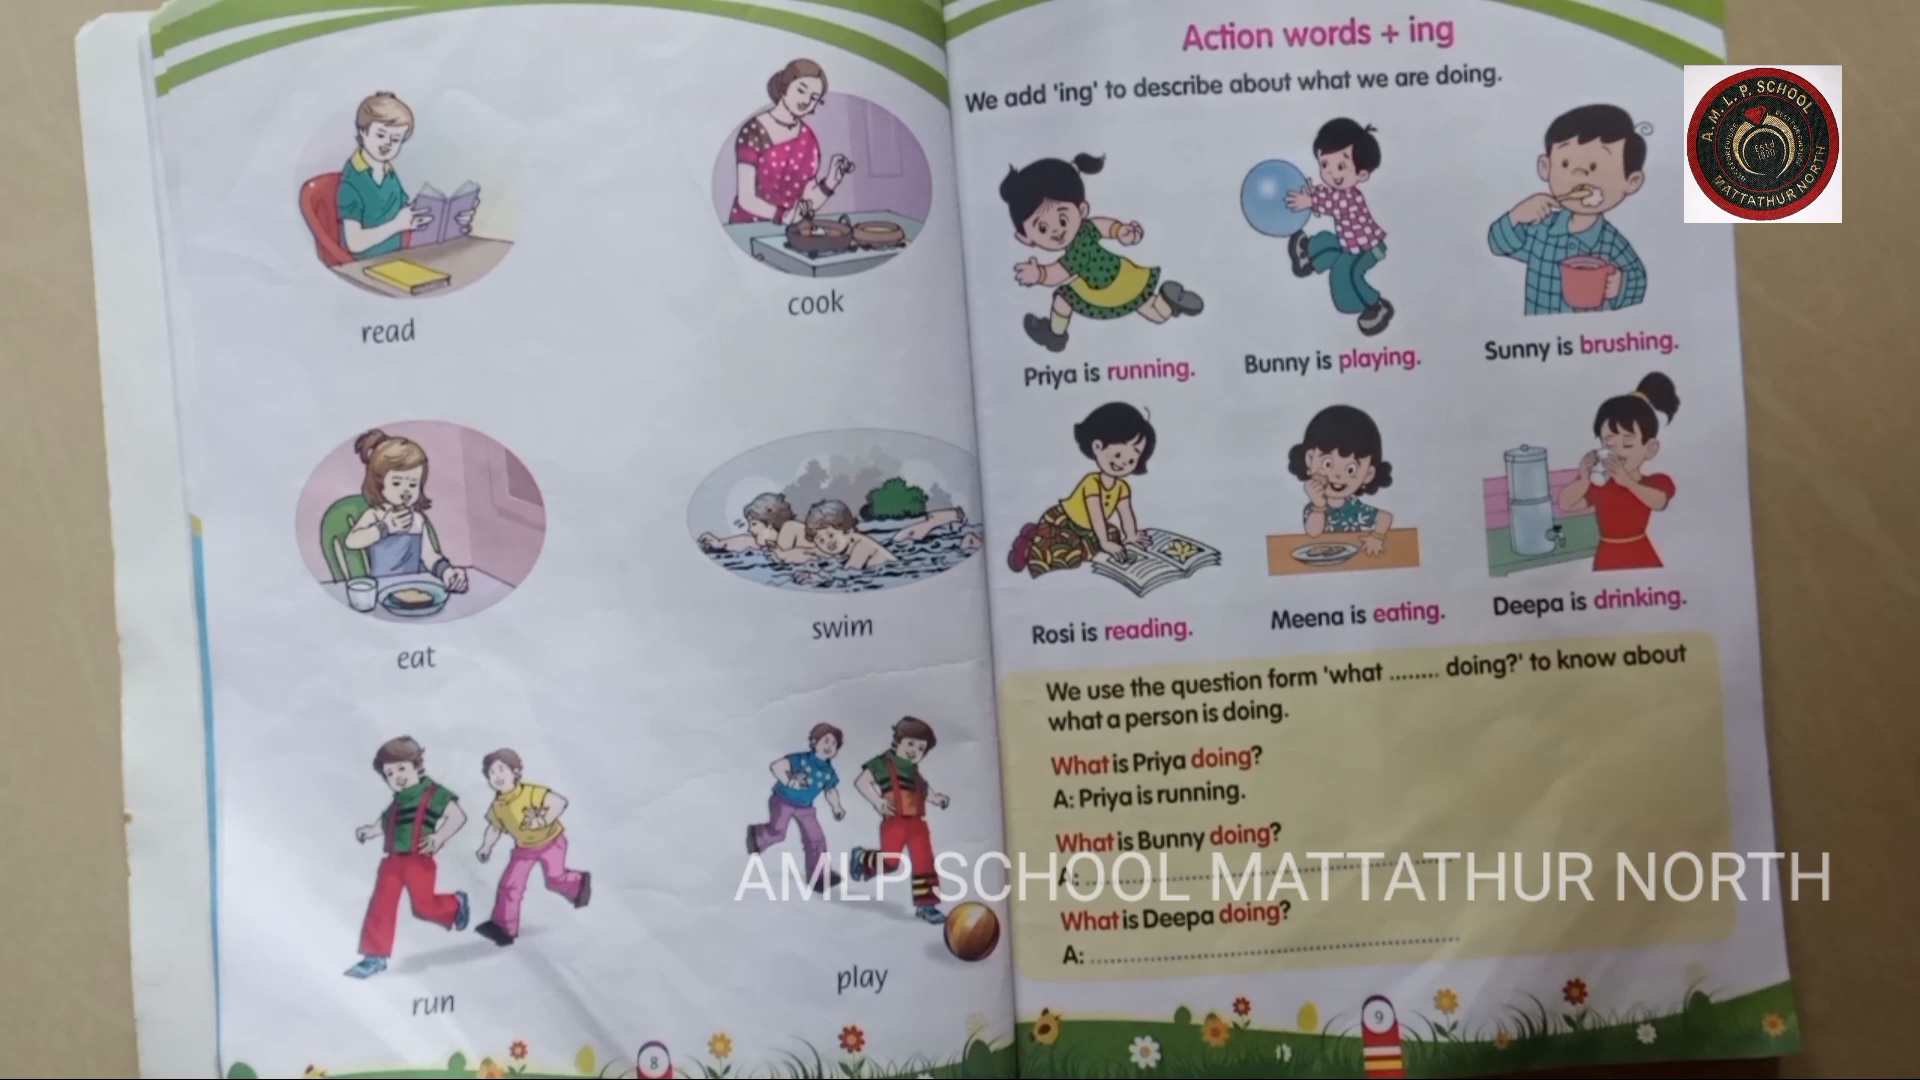 read
cook
eat
swim
run
play
8
Action words + ing
We add 'ing' to describe about what we are doing.
Priya is running.
Bunny is playing.
Sunny is brushing.
Rosi is reading.
Meena is eating.
Deepa is drinking.
We use the question form 'what ........ doing?' to know about
what a person is doing.
What is Priya doing?
A: Priya is running.
What is Bunny doing?
A: ........................................................
What is Deepa doing?
A: ........................................................
9
A. M. L. P. SCHOOL
MATTATHUR NORTH
Estd
AMLP SCHOOL MATTATHUR NORTH